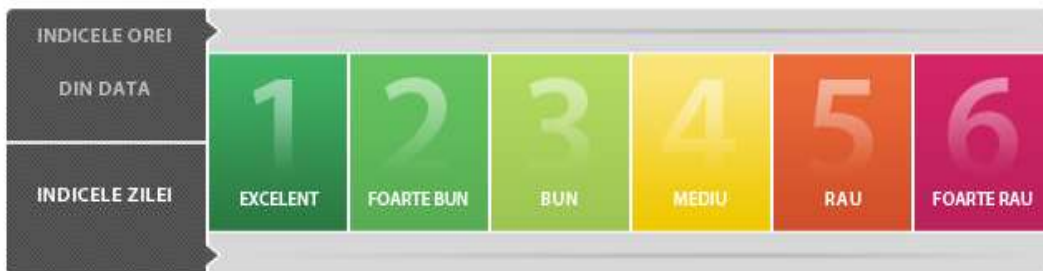 INDICELE OREI
DIN DATA
INDICELE ZILEI
1 2 3 4 5 6
EXCELENT FOARTE BUN BUN MEDIU RAU FOARTE RAU